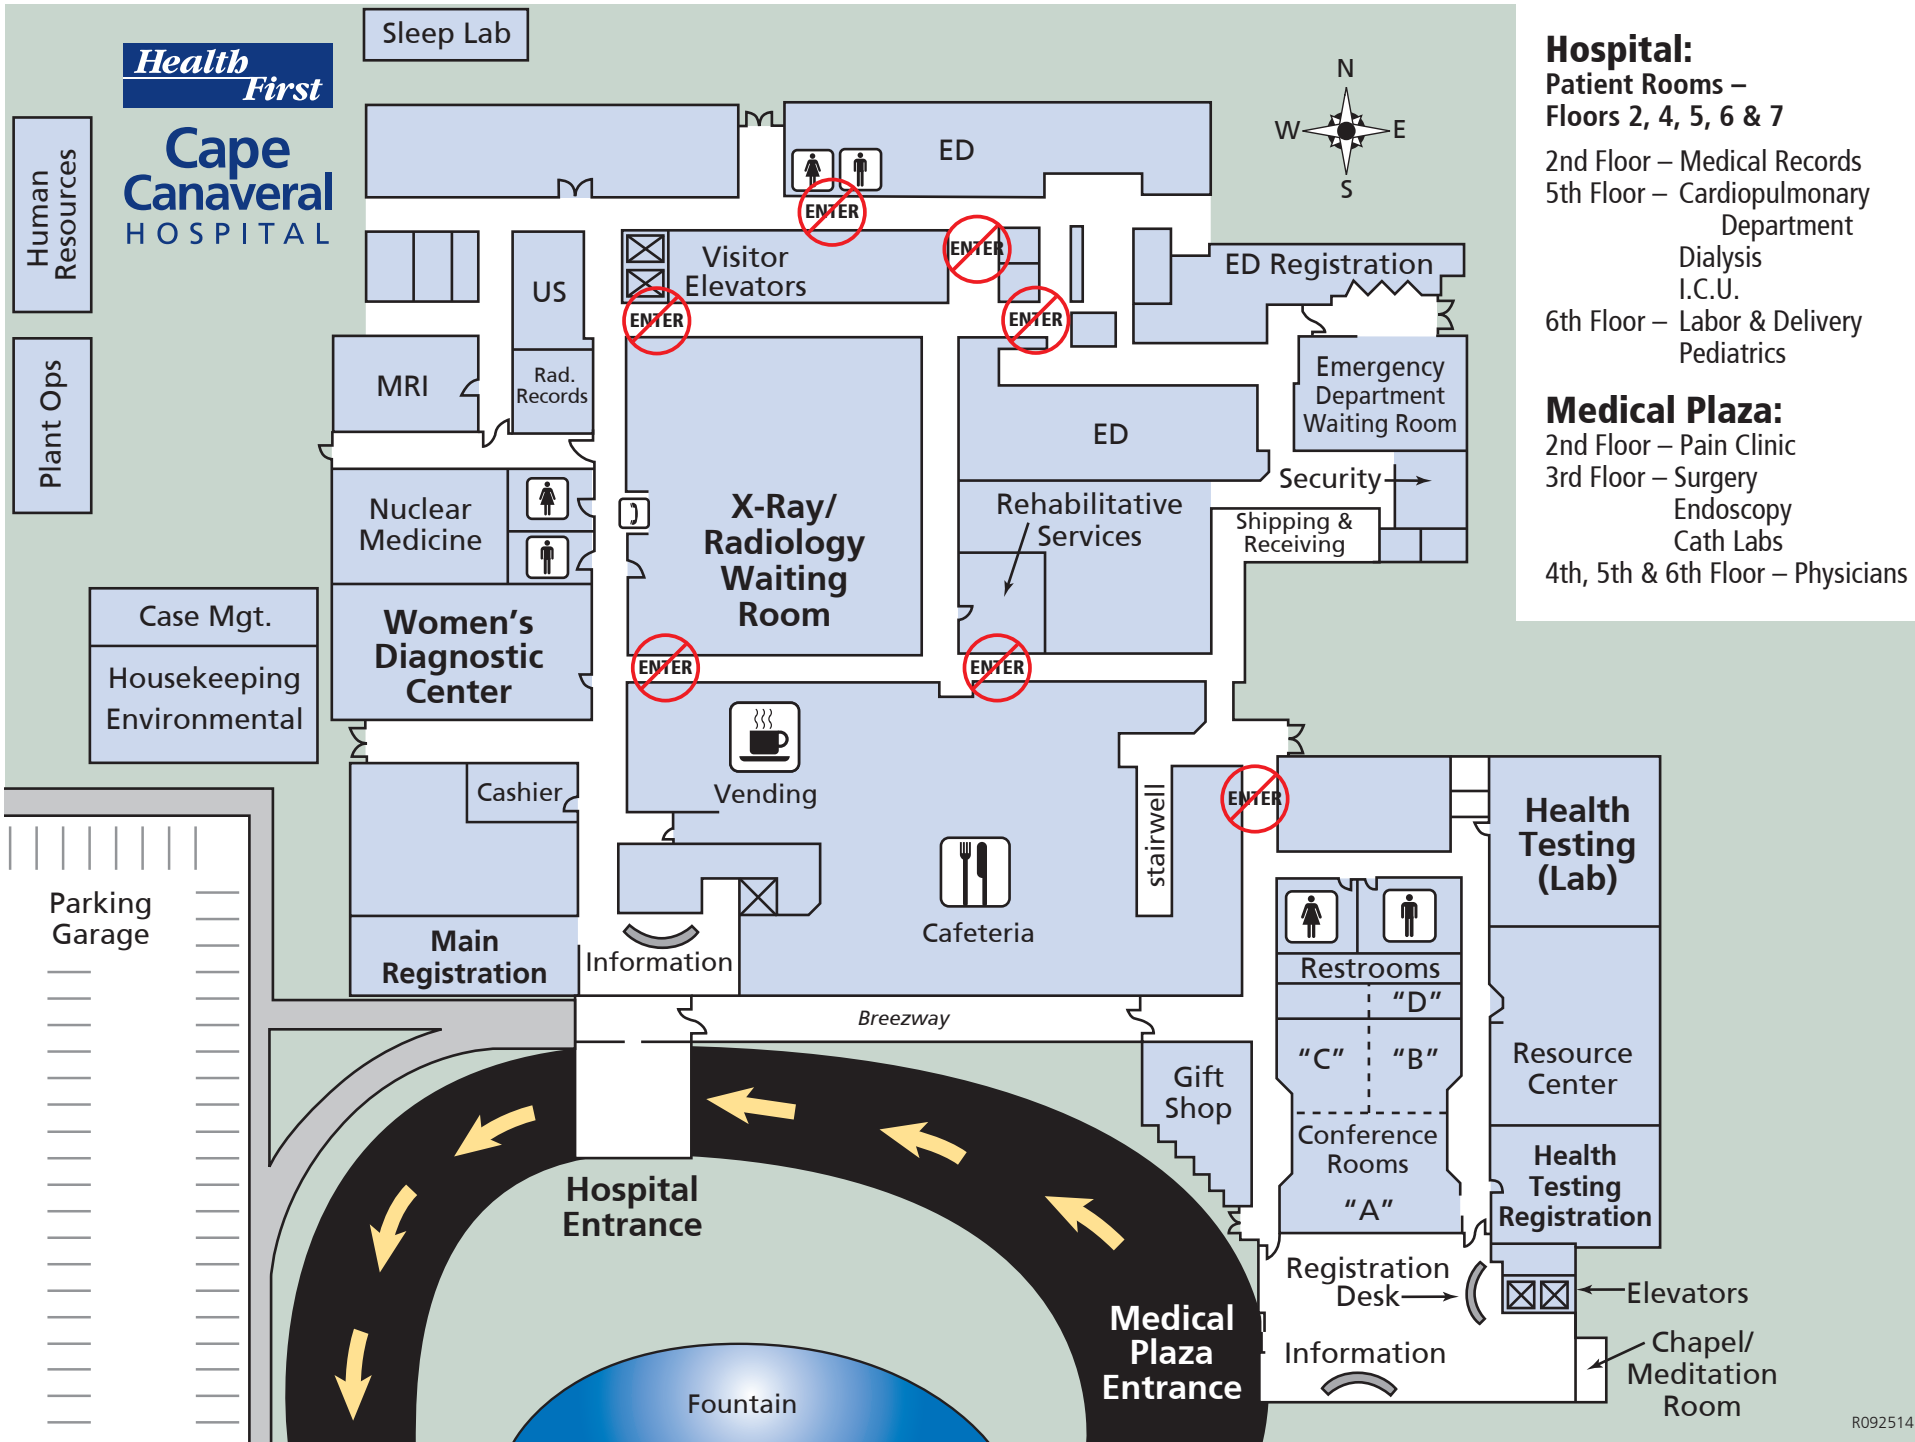 Sleep Lab
Health
First
Cape
Canaveral
HOSPITAL
Human
Resources
Plant Ops
ED
N
W
E
S
Hospital:
Patient Rooms –
Floors 2, 4, 5, 6 & 7
2nd Floor – Medical Records
5th Floor – Cardiopulmonary
Department
Dialysis
I.C.U.
6th Floor – Labor & Delivery
Pediatrics
Medical Plaza:
2nd Floor – Pain Clinic
3rd Floor – Surgery
Endoscopy
Cath Labs
4th, 5th & 6th Floor – Physicians
ENTER
ENTER
Visitor
Elevators
ENTER
ENTER
ED Registration
US
MRI
Rad.
Records
Emergency
Department
Waiting Room
ED
Security
Nuclear
Medicine
X-Ray/
Radiology
Waiting
Room
Rehabilitative
Services
Shipping &
Receiving
Case Mgt.
Housekeeping
Environmental
Women's
Diagnostic
Center
ENTER
ENTER
Vending
Cashier
stairwell
ENTER
Health
Testing
(Lab)
Parking
Garage
Cafeteria
Main
Registration
Information
Restrooms
“D”
Breezway
“C”
“B”
Resource
Center
Gift
Shop
Conference
Rooms
“A”
Health
Testing
Registration
Hospital
Entrance
Registration
Desk
Elevators
Medical
Plaza
Entrance
Information
Chapel/
Meditation
Room
Fountain
R092514